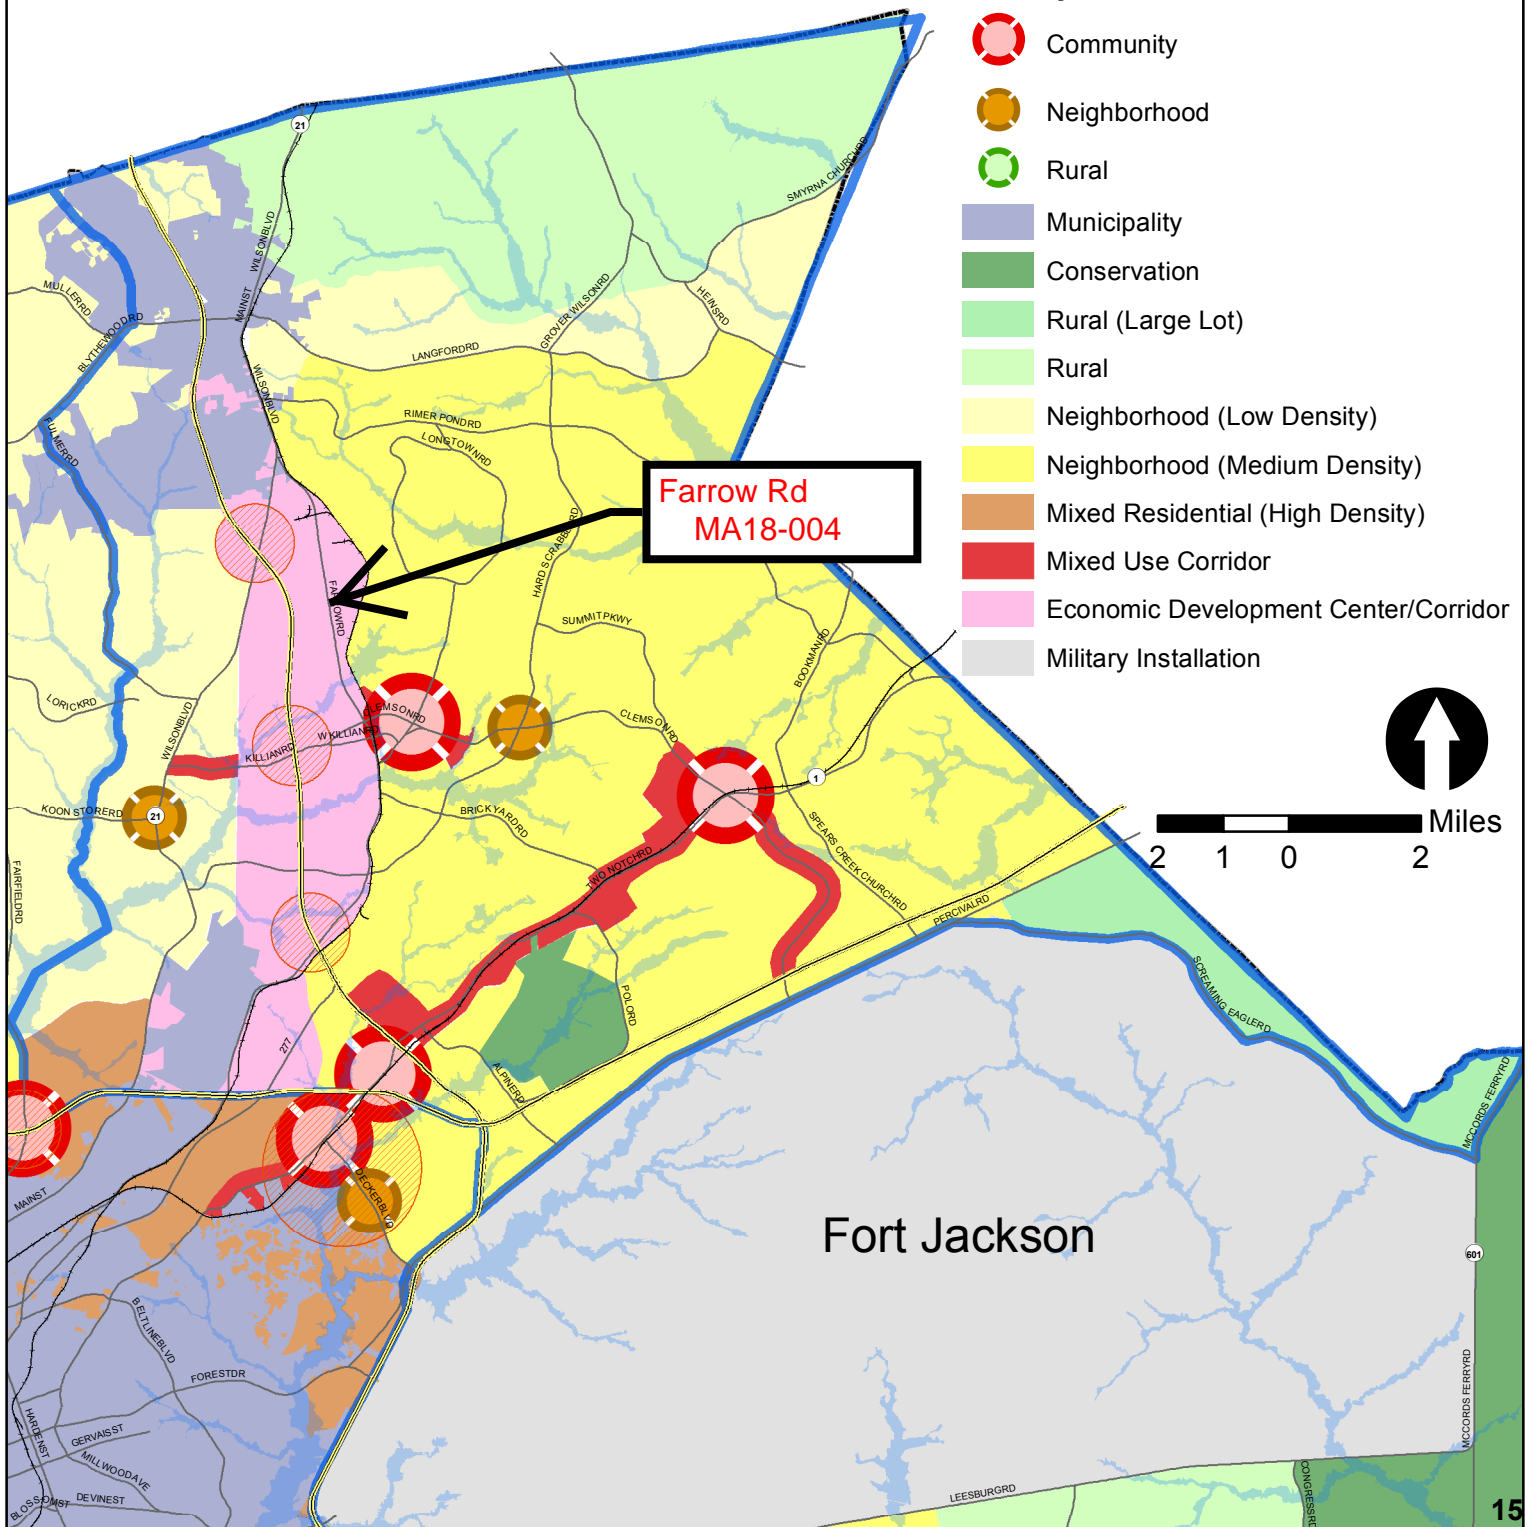 Community
Neighborhood
Rural
Municipality
Conservation
Rural (Large Lot)
Rural
Neighborhood (Low Density)
Neighborhood (Medium Density)
Mixed Residential (High Density)
Mixed Use Corridor
Economic Development Center/Corridor
Military Installation
Miles
2 1 0 2
Farrow Rd
MA18-004
21
SMYRNA CHURCHRD
WILSONBLVD
MAINST
MULLERRD
BLYTHEWOODRD
GROVER WILSONRD
HEINSRD
LANGFORDRD
WILSONBLVD
RIMER PONDRD
LONGTOWNRD
FULMERRD
HARD SCRABBLERD
FARROWRD
SUMMITPKWY
BOOKMANRD
LORICKRD
WILSONBLVD
CLEMSONRD
CLEMSONRD
W KILLIANRD
KILLIANRD
KOON STORERD
21
1
BRICKYARDRD
SPEARS CREEKCHURCHRD
TWO NOTCHRD
FAIRFIELDRD
PERCIVALRD
POLORD
SCREAMING EAGLERD
277
ALPINERD
MCCORDS FERRYRD
MAINST
DECKERBLVD
Fort Jackson
601
BELTLINEBLVD
FORESTDR
MCCORDS FERRYRD
HARDENST
GERVAISST
MILLWOODAVE
DEVINEST
BLOSSOMST
LEESBURGRD
CONGRESSRD
15